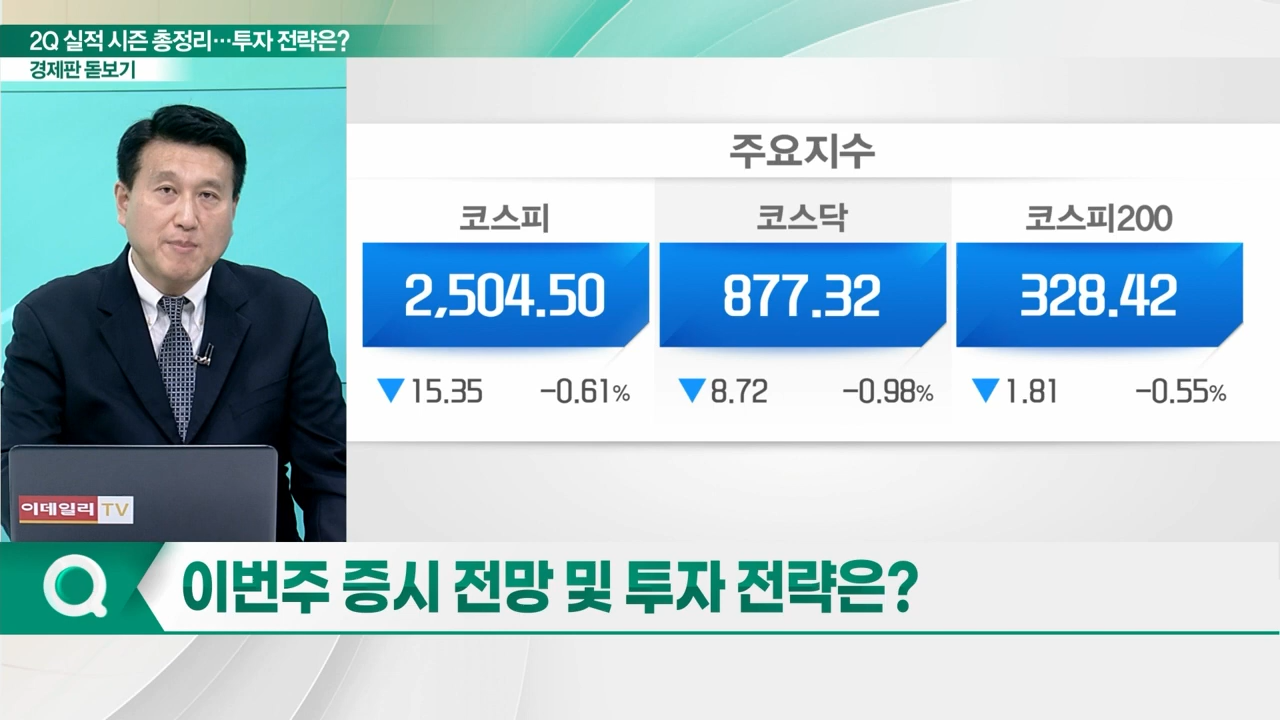 2Q 실적 시즌 총정리…투자 전략은?
경제판 돋보기
주요지수
코스피 코스닥 코스피200
2,504.50 877.32 328.42
▼15.35 -0.61% ▼8.72 -0.98% ▼1.81 -0.55%
이데일리 TV
Q 이번주 증시 전망 및 투자 전략은?